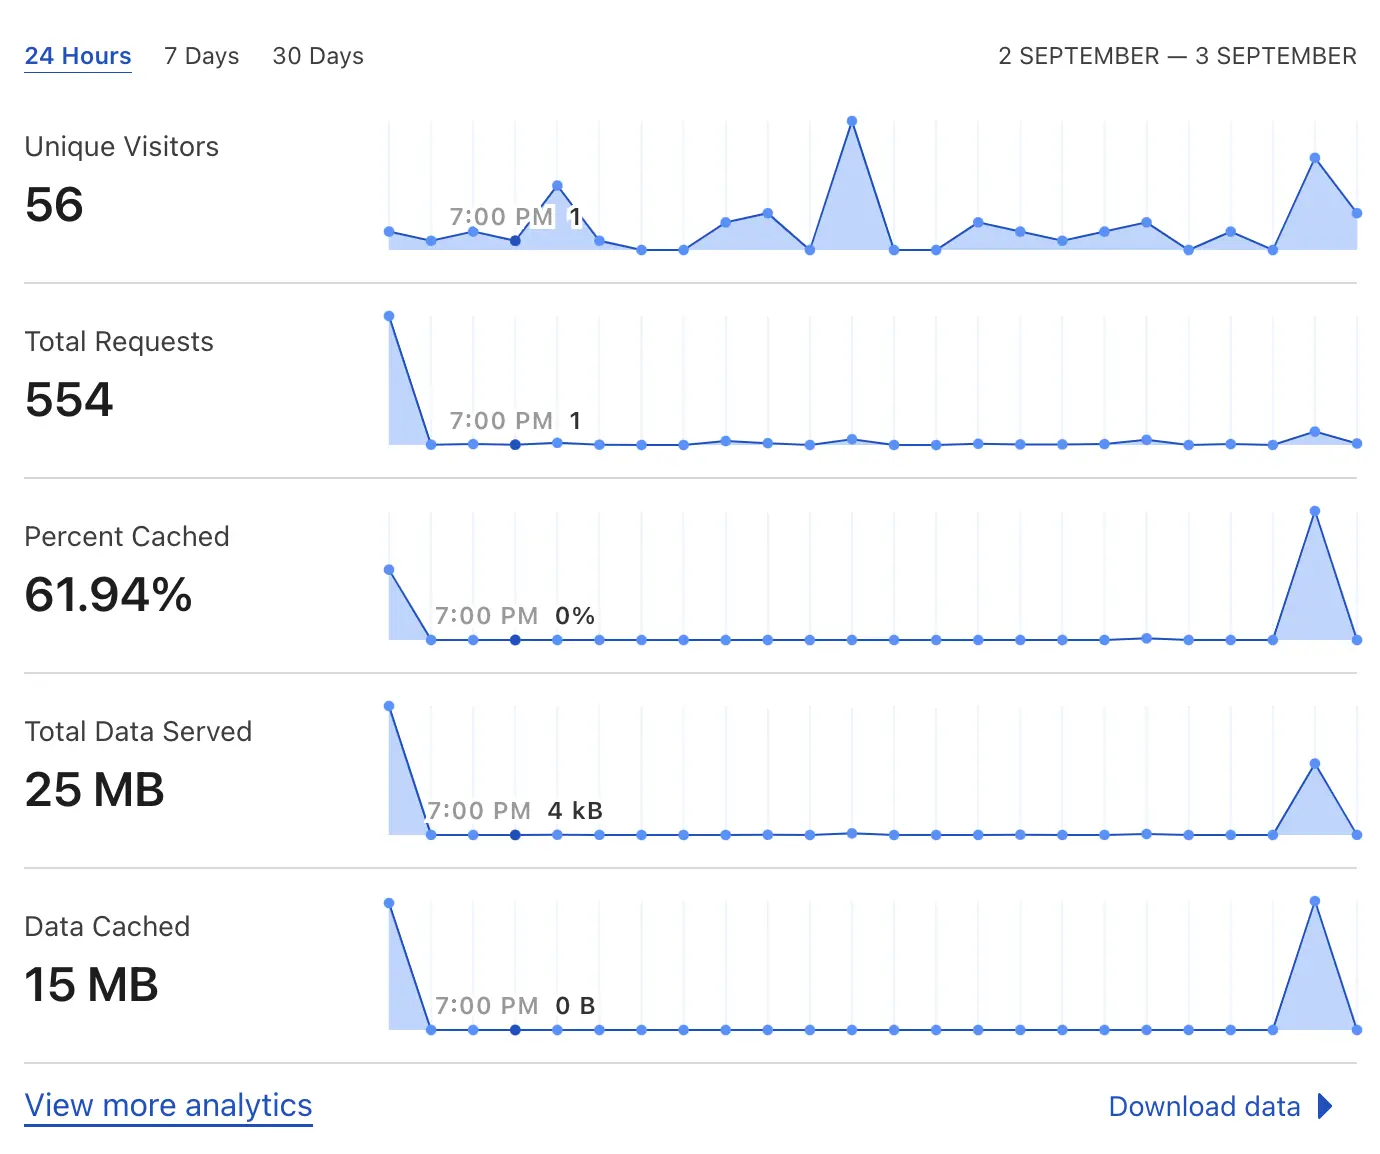 24 Hours 7 Days 30 Days 2 SEPTEMBER — 3 SEPTEMBER
Unique Visitors
56
7:00 PM 1
Total Requests
554
7:00 PM 1
Percent Cached
61.94%
7:00 PM 0%
Total Data Served
25 MB
7:00 PM 4 kB
Data Cached
15 MB
7:00 PM 0 B
View more analytics Download data